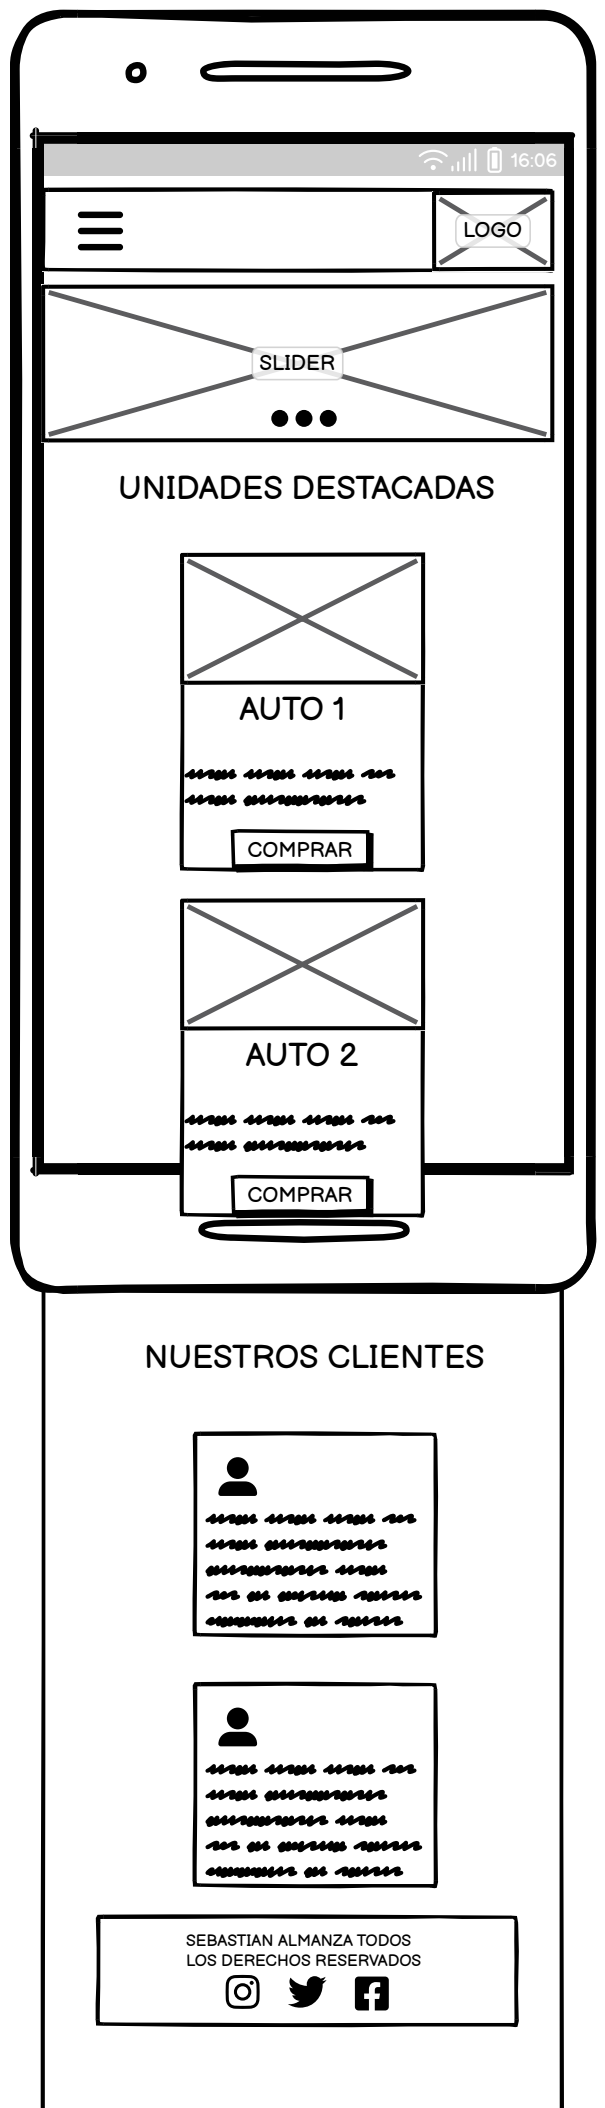 16:06
LOGO
SLIDER
UNIDADES DESTACADAS
AUTO 1
COMPRAR
AUTO 2
COMPRAR
NUESTROS CLIENTES
SEBASTIAN ALMANZA TODOS
LOS DERECHOS RESERVADOS